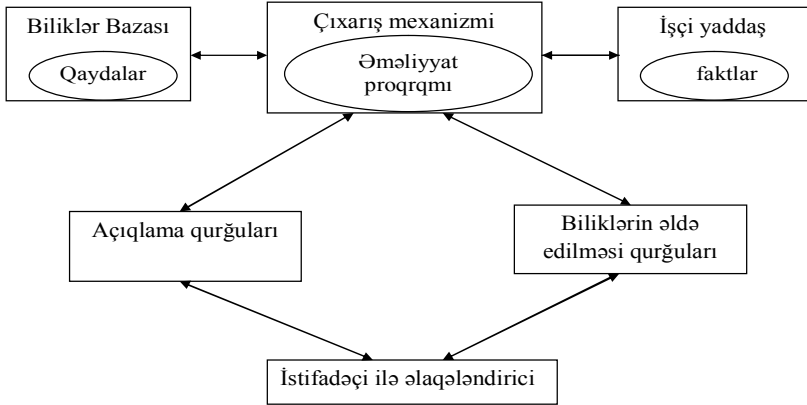 Biliklər Bazası
Qaydalar
Çıxarış mexanizmi
Əməliyyat
proqrqmı
İşçi yaddaş
faktlar
Açıqlama qurğuları
Biliklərin əldə
edilməsi qurğuları
İstifadəçi ilə əlaqələndirici